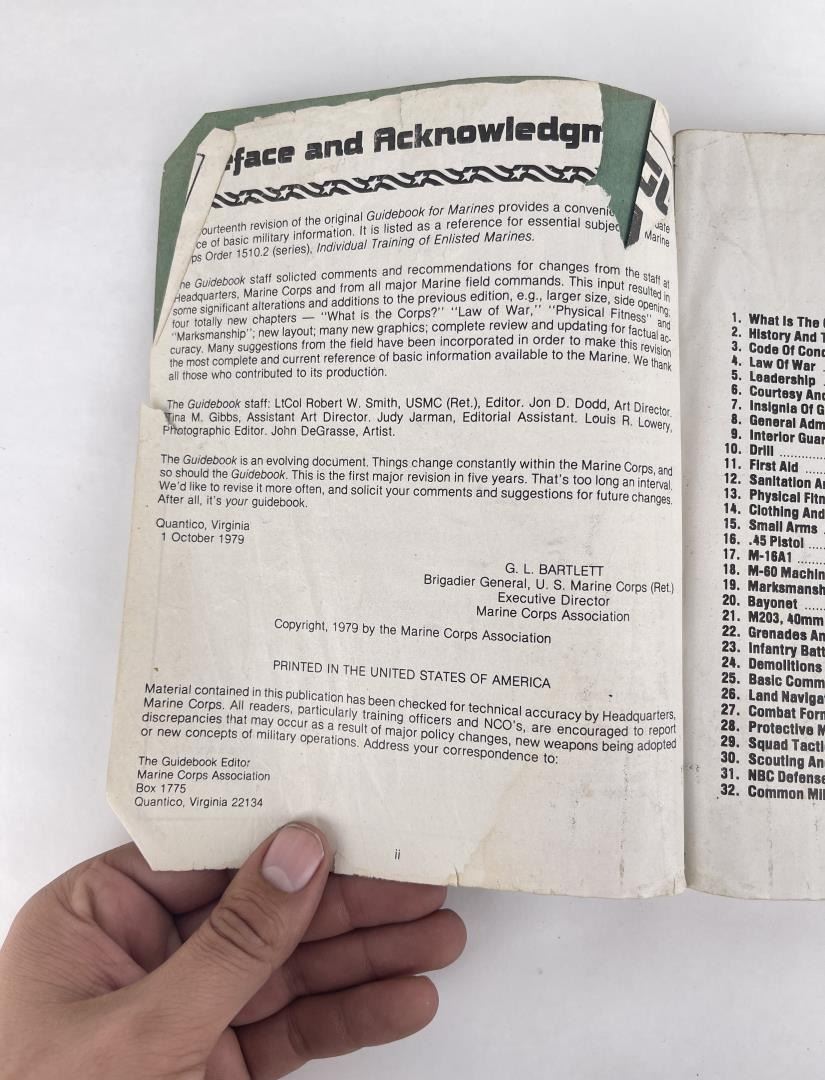 face and Acknowledgm
ourteenth revision of the original Guidebook for Marines provides a convenie
ce of basic military information. It is listed as a reference for essential subjec
ps Order 1510.2 (series), Individual Training of Enlisted Marines.
date
Marine
he Guidebook staff solicted comments and recommendations for changes from the staff at
Headquarters, Marine Corps and from all major Marine field commands. This input resulted in
some significant alterations and additions to the previous edition, e.g., larger size, side opening;
four totally new chapters — "What is the Corps?" "Law of War," "Physical Fitness" and
"Marksmanship"; new layout; many new graphics; complete review and updating for factual ac-
curacy. Many suggestions from the field have been incorporated in order to make this revision
the most complete and current reference of basic information available to the Marine. We thank
all those who contributed to its production.
The Guidebook staff: LtCol Robert W. Smith, USMC (Ret.), Editor. Jon D. Dodd, Art Director.
Tina M. Gibbs, Assistant Art Director. Judy Jarman, Editorial Assistant. Louis R. Lowery,
Photographic Editor. John DeGrasse, Artist.
The Guidebook is an evolving document. Things change constantly within the Marine Corps, and
so should the Guidebook. This is the first major revision in five years. That's too long an interval.
We'd like to revise it more often, and solicit your comments and suggestions for future changes.
After all, it's your guidebook.
Quantico, Virginia
1 October 1979
G. L. BARTLETT
Brigadier General, U. S. Marine Corps (Ret.)
Executive Director
Marine Corps Association
Copyright, 1979 by the Marine Corps Association
PRINTED IN THE UNITED STATES OF AMERICA
Material contained in this publication has been checked for technical accuracy by Headquarters,
Marine Corps. All readers, particularly training officers and NCO's, are encouraged to report
discrepancies that may occur as a result of major policy changes, new weapons being adopted
or new concepts of military operations. Address your correspondence to:
The Guidebook Editor
Marine Corps Association
Box 1775
Quantico, Virginia 22134
ii
1. What Is The
2. History And T
3. Code Of Cond
4. Law Of War
5. Leadership
6. Courtesy And
7. Insignia Of G
8. General Adm
9. Interior Guar
10. Drill
11. First Aid
12. Sanitation A
13. Physical Fitn
14. Clothing And
15. Small Arms
16. .45 Pistol
17. M-16A1
18. M-60 Machin
19. Marksmansh
20. Bayonet
21. M203, 40mm
22. Grenades An
23. Infantry Batt
24. Demolitions
25. Basic Comm
26. Land Naviga
27. Combat Form
28. Protective M
29. Squad Tacti
30. Scouting An
31. NBC Defense
32. Common Mil